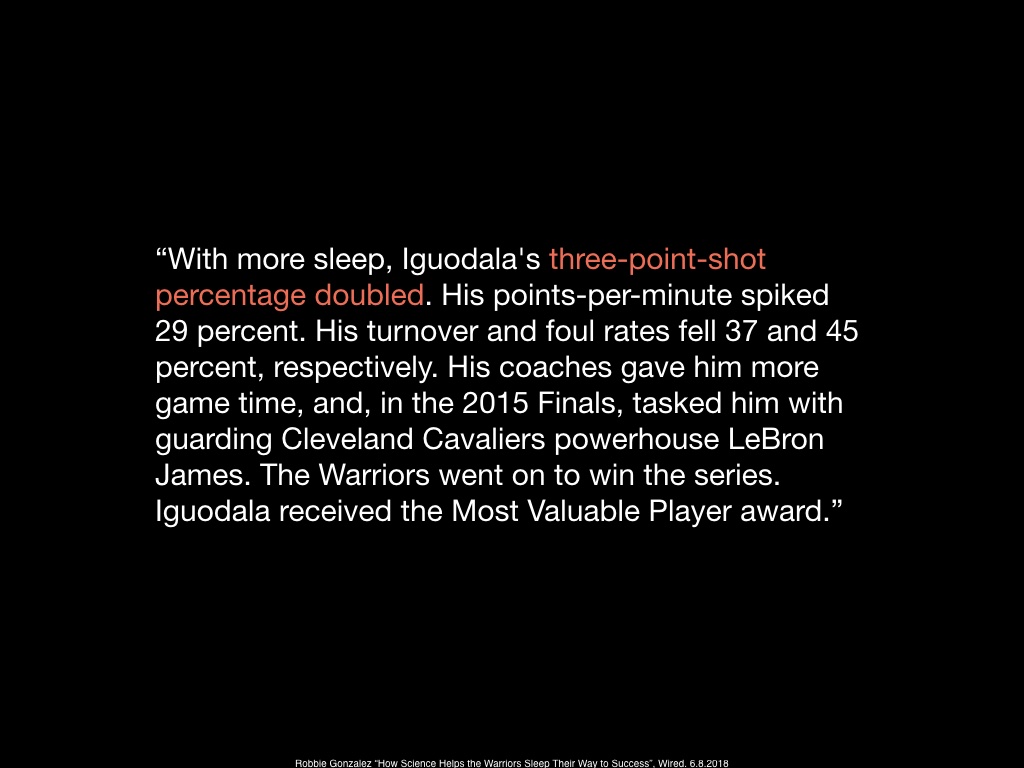 “With more sleep, Iguodala's three-point-shot
percentage doubled. His points-per-minute spiked
29 percent. His turnover and foul rates fell 37 and 45
percent, respectively. His coaches gave him more
game time, and, in the 2015 Finals, tasked him with
guarding Cleveland Cavaliers powerhouse LeBron
James. The Warriors went on to win the series.
Iguodala received the Most Valuable Player award.”
Robbie Gonzalez “How Science Helps the Warriors Sleep Their Way to Success”, Wired. 6.8.2018